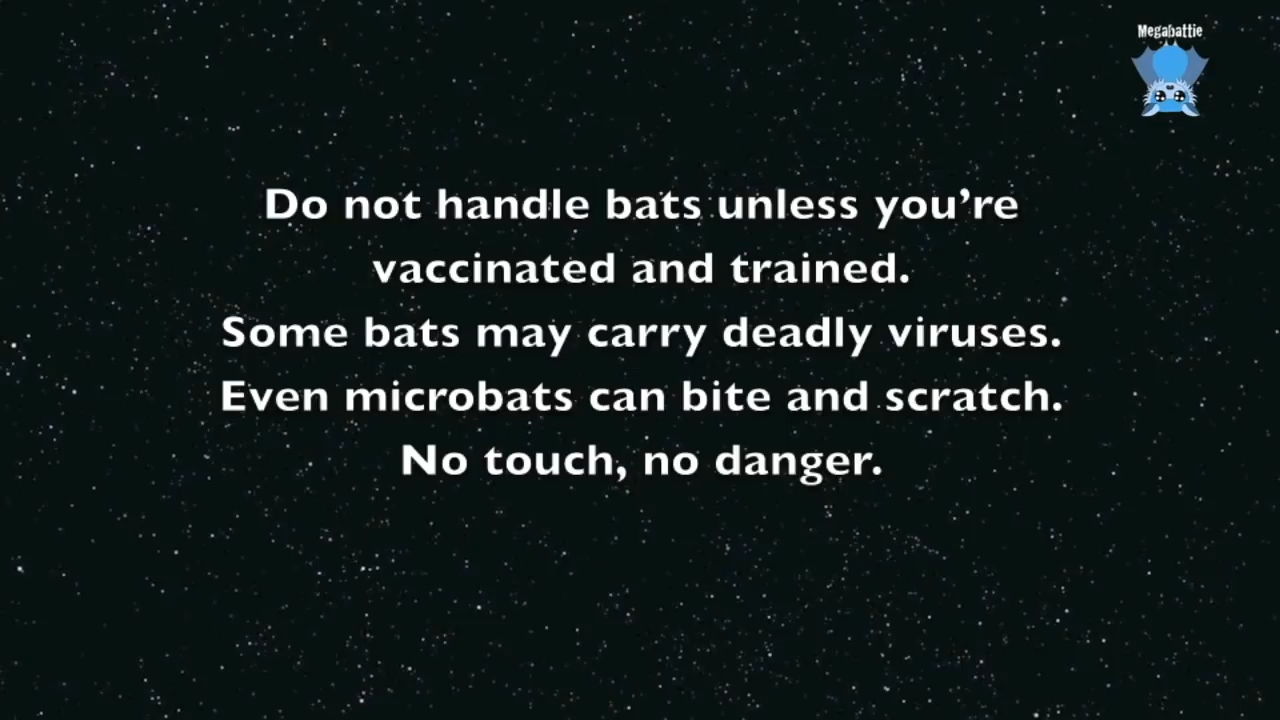 Megabattie
Do not handle bats unless you’re
vaccinated and trained.
Some bats may carry deadly viruses.
Even microbats can bite and scratch.
No touch, no danger.